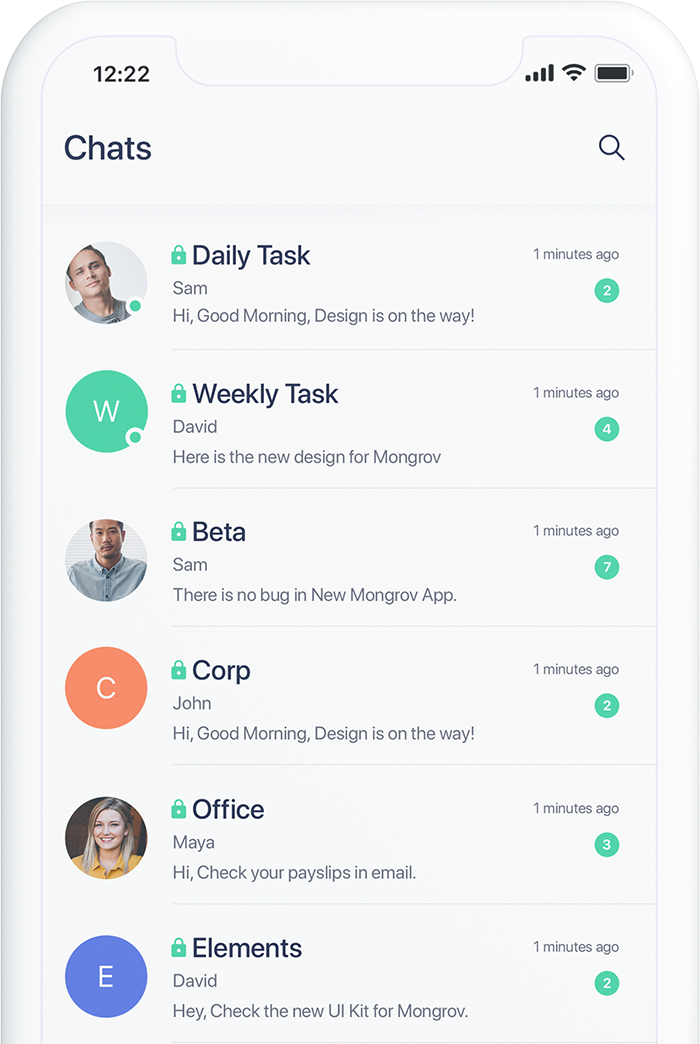 12:22
Chats
Daily Task
1 minutes ago
Sam
2
Hi, Good Morning, Design is on the way!
W
Weekly Task
1 minutes ago
David
4
Here is the new design for Mongrov
Beta
1 minutes ago
Sam
7
There is no bug in New Mongrov App.
C
Corp
1 minutes ago
John
2
Hi, Good Morning, Design is on the way!
Office
1 minutes ago
Maya
3
Hi, Check your payslips in email.
E
Elements
1 minutes ago
David
2
Hey, Check the new UI Kit for Mongrov.